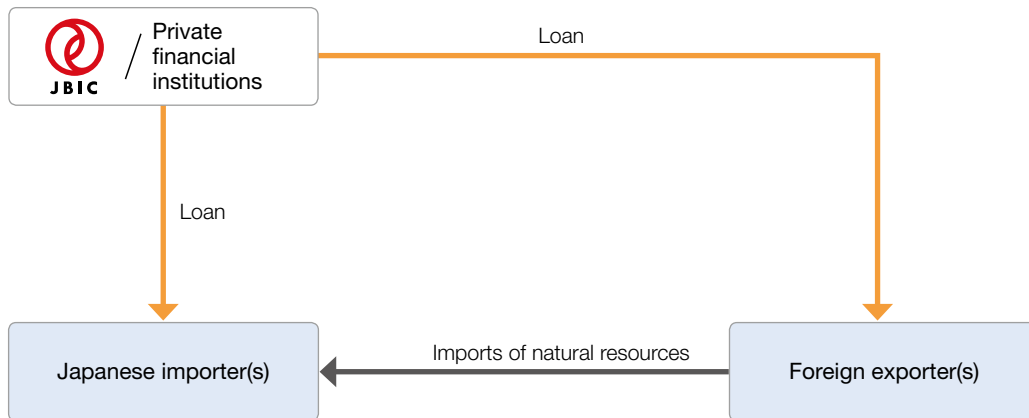 Private
financial
institutions
JBIC
Loan
Loan
Japanese importer(s)
Imports of natural resources
Foreign exporter(s)